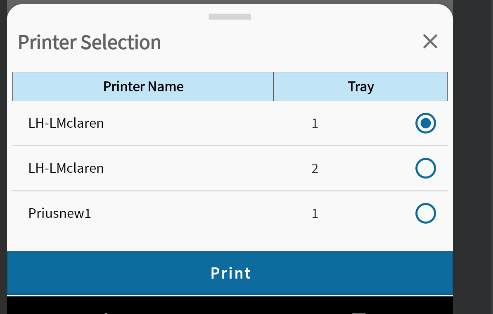 Printer Selection
Printer Name Tray
LH-LMclaren 1
LH-LMclaren 2
Priusnew1 1
Print